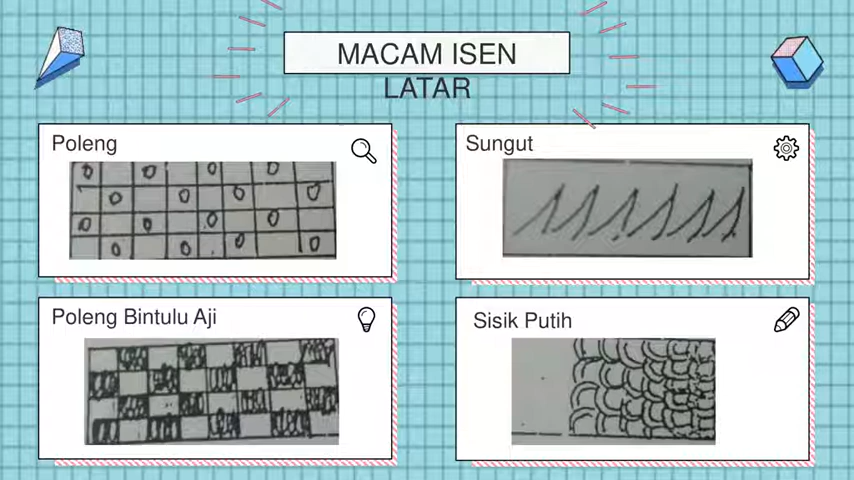 MACAM ISEN
LATAR
Poleng
Sungut
Poleng Bintulu Aji
Sisik Putih